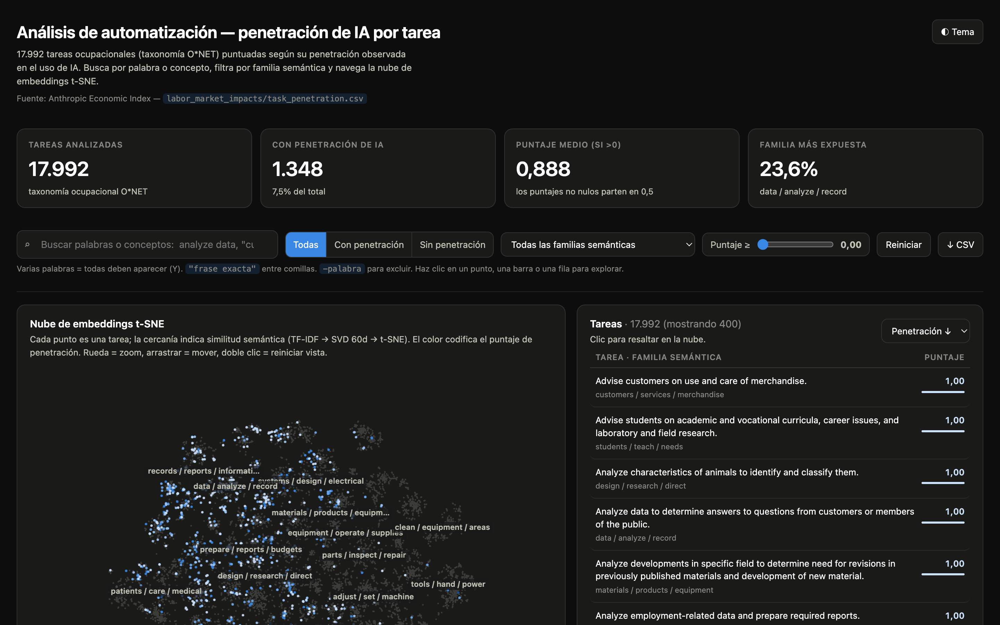 Análisis de automatización — penetración de IA por tarea
Tema
17.992 tareas ocupacionales (taxonomía O*NET) puntuadas según su penetración observada
en el uso de IA. Busca por palabra o concepto, filtra por familia semántica y navega la nube de
embeddings t-SNE.
Fuente: Anthropic Economic Index — labor_market_impacts/task_penetration.csv
TAREAS ANALIZADAS
17.992
taxonomía ocupacional O*NET
CON PENETRACIÓN DE IA
1.348
7,5% del total
PUNTAJE MEDIO (SI >0)
0,888
los puntajes no nulos parten en 0,5
FAMILIA MÁS EXPUESTA
23,6%
data / analyze / record
Buscar palabras o conceptos: analyze data, "cu
Todas
Con penetración
Sin penetración
Todas las familias semánticas
Puntaje ≥
0,00
Reiniciar
↓ CSV
Varias palabras = todas deben aparecer (Y). "frase exacta" entre comillas. −palabra para excluir. Haz clic en un punto, una barra o una fila para explorar.
Nube de embeddings t-SNE
Cada punto es una tarea; la cercanía indica similitud semántica (TF-IDF → SVD 60d → t-SNE). El color codifica el puntaje de
penetración. Rueda = zoom, arrastrar = mover, doble clic = reiniciar vista.
records / reports / informati...
systems / design / electrical
data / analyze / record
materials / products / equipm...
clean / equipment / areas
equipment / operate / supplies
prepare / reports / budgets
parts / inspect / repair
design / research / direct
tools / hand / power
patients / care / medical
adjust / set / machine
Tareas · 17.992 (mostrando 400)
Clic para resaltar en la nube.
Penetración ↓
TAREA · FAMILIA SEMÁNTICA
PUNTAJE
Advise customers on use and care of merchandise.
1,00
customers / services / merchandise
Advise students on academic and vocational curricula, career issues, and
laboratory and field research.
1,00
students / teach / needs
Analyze characteristics of animals to identify and classify them.
1,00
design / research / direct
Analyze data to determine answers to questions from customers or members
of the public.
1,00
data / analyze / record
Analyze developments in specific field to determine need for revisions in
previously published materials and development of new material.
1,00
materials / products / equipment
Analyze employment-related data and prepare required reports.
1,00